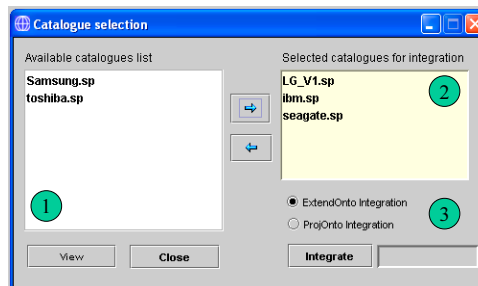 Catalogue selection
Available catalogues list
Samsung.sp
toshiba.sp
1
View
Close
Selected catalogues for integration
LG_V1.sp
ibm.sp
seagate.sp
2
ExtendOnto Integration
ProjOnto Integration
3
Integrate